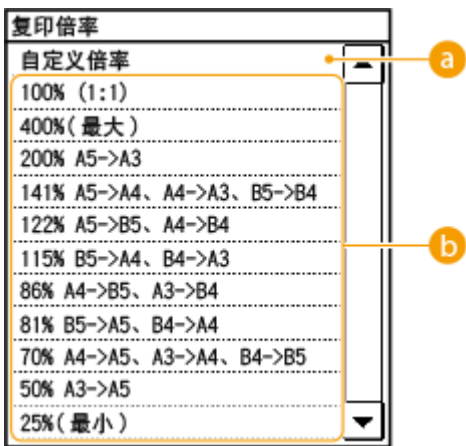 复印倍率
自定义倍率
a
100% (1:1)
400%(最大)
200% A5->A3
141% A5->A4、A4->A3、B5->B4
122% A5->B5、A4->B4
b
115% B5->A4、B4->A3
86% A4->B5、A3->B4
81% B5->A5、B4->A4
70% A4->A5、A3->A4、B4->B5
50% A3->A5
25%(最小)